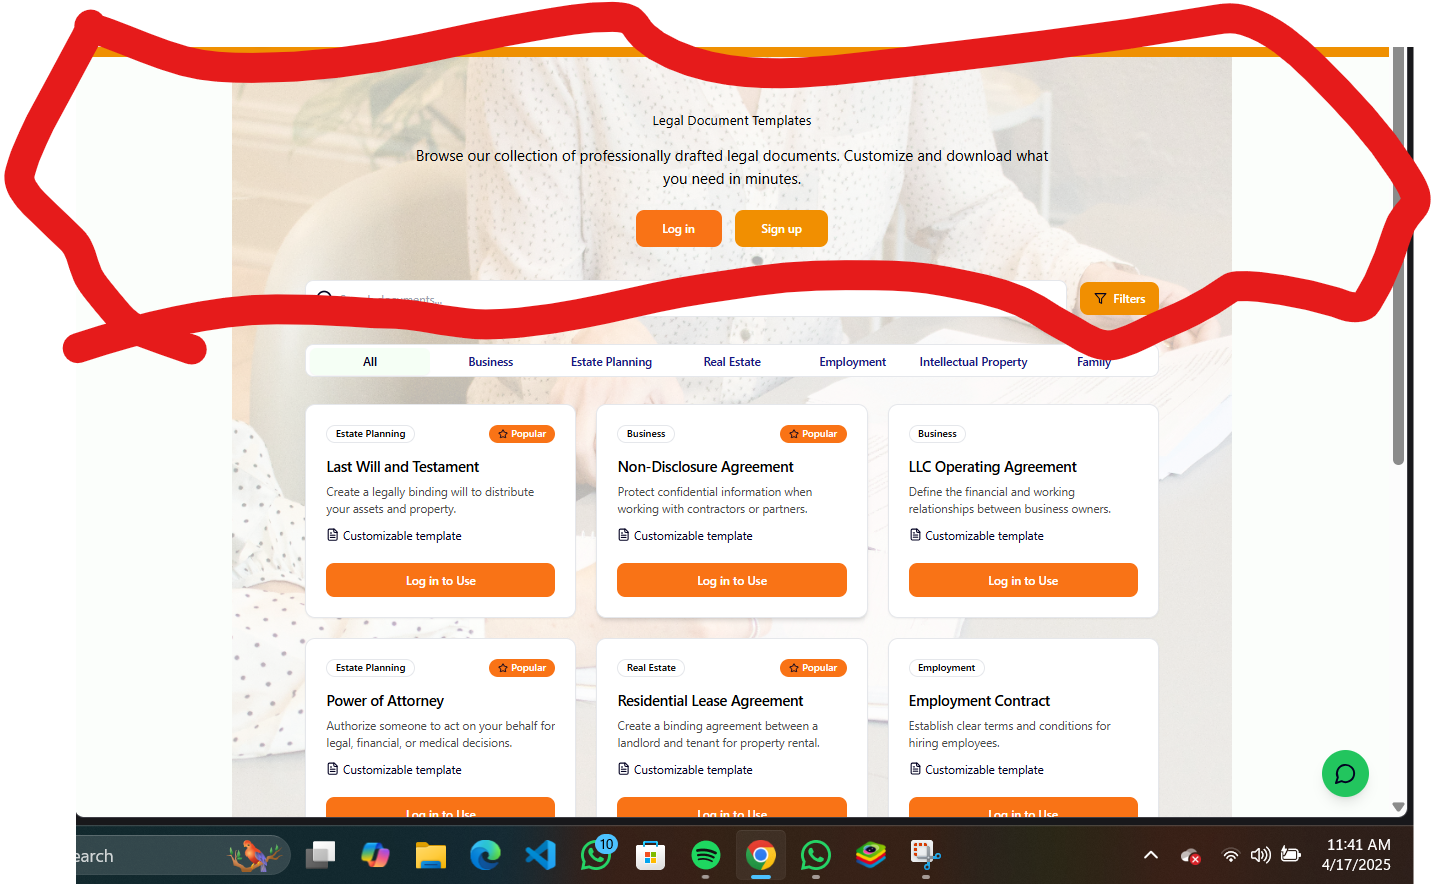 Legal Document Templates
Browse our collection of professionally drafted legal documents. Customize and download what
you need in minutes.
Log in
Sign up
documents...
Filters
All
Business
Estate Planning
Real Estate
Employment
Intellectual Property
Family
Estate Planning
Popular
Last Will and Testament
Create a legally binding will to distribute
your assets and property.
Customizable template
Log in to Use
Business
Popular
Non-Disclosure Agreement
Protect confidential information when
working with contractors or partners.
Customizable template
Log in to Use
Business
LLC Operating Agreement
Define the financial and working
relationships between business owners.
Customizable template
Log in to Use
Estate Planning
Popular
Power of Attorney
Authorize someone to act on your behalf for
legal, financial, or medical decisions.
Customizable template
Log in to Use
Real Estate
Popular
Residential Lease Agreement
Create a binding agreement between a
landlord and tenant for property rental.
Customizable template
Log in to Use
Employment
Employment Contract
Establish clear terms and conditions for
hiring employees.
Customizable template
Log in to Use
earch
10
11:41 AM
4/17/2025